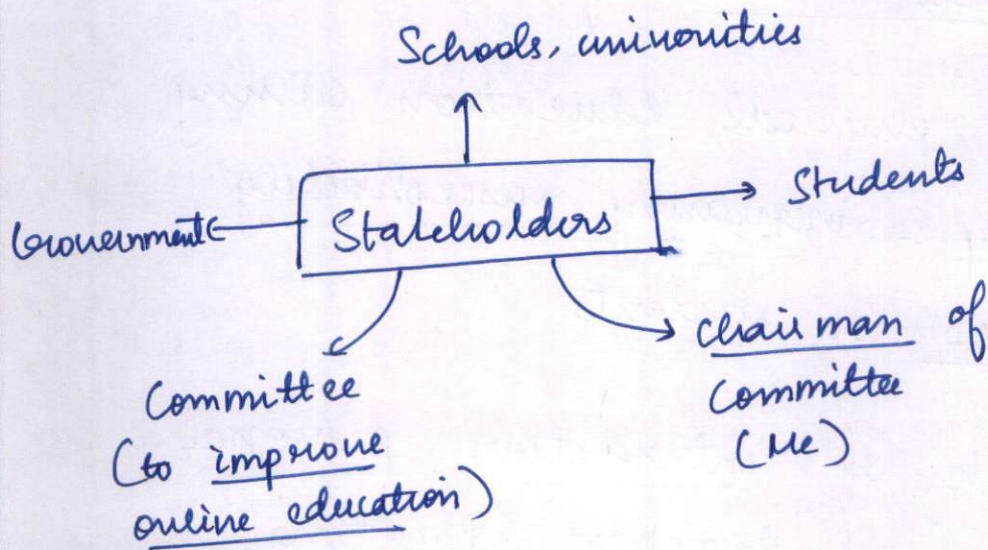 Schools, universities
Government
Stakeholders
Students
Committee
(to improve
online education)
chairman of
Committee
(Me)